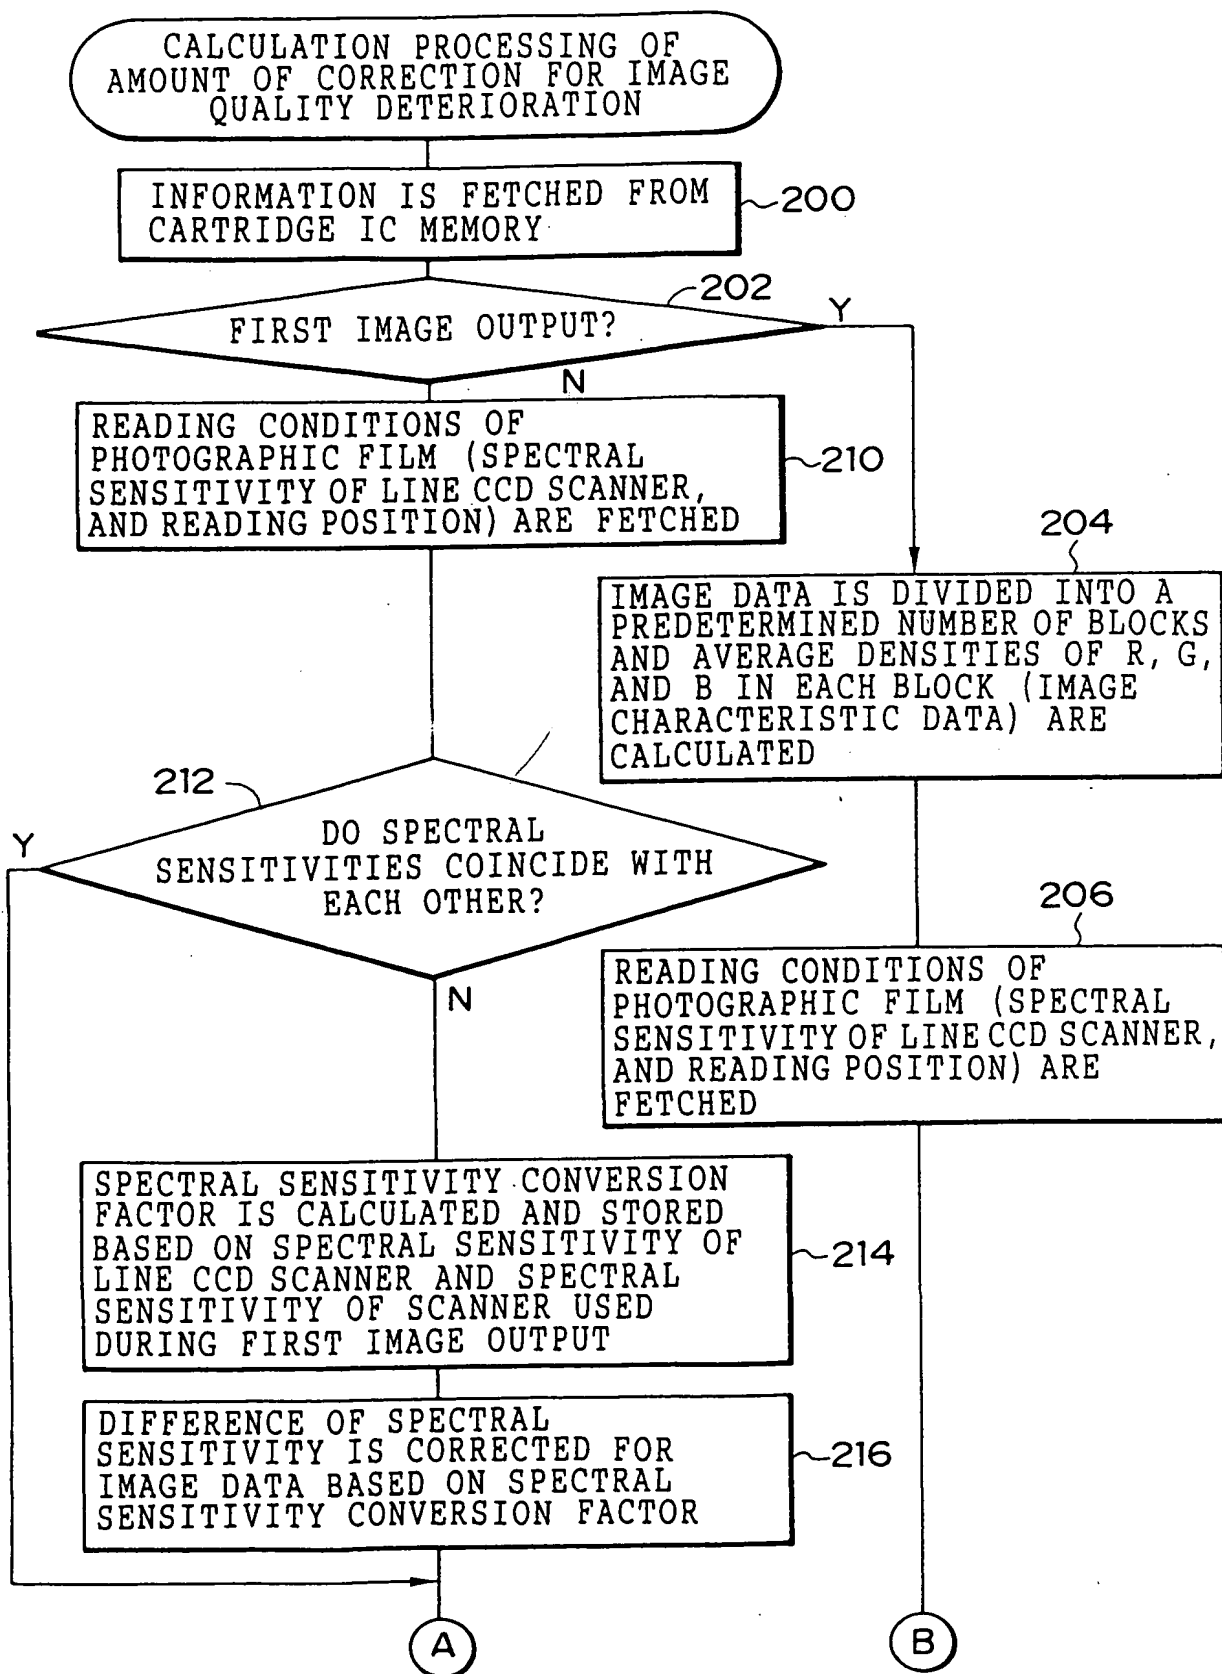 CALCULATION PROCESSING OF
AMOUNT OF CORRECTION FOR IMAGE
QUALITY DETERIORATION
INFORMATION IS FETCHED FROM
CARTRIDGE IC MEMORY
200
202
FIRST IMAGE OUTPUT?
Y
N
READING CONDITIONS OF
PHOTOGRAPHIC FILM (SPECTRAL
SENSITIVITY OF LINE CCD SCANNER,
AND READING POSITION) ARE FETCHED
210
204
IMAGE DATA IS DIVIDED INTO A
PREDETERMINED NUMBER OF BLOCKS
AND AVERAGE DENSITIES OF R, G,
AND B IN EACH BLOCK (IMAGE
CHARACTERISTIC DATA) ARE
CALCULATED
212
Y
DO SPECTRAL
SENSITIVITIES COINCIDE WITH
EACH OTHER?
N
206
READING CONDITIONS OF
PHOTOGRAPHIC FILM (SPECTRAL
SENSITIVITY OF LINE CCD SCANNER,
AND READING POSITION) ARE
FETCHED
SPECTRAL SENSITIVITY CONVERSION
FACTOR IS CALCULATED AND STORED
BASED ON SPECTRAL SENSITIVITY OF
LINE CCD SCANNER AND SPECTRAL
SENSITIVITY OF SCANNER USED
DURING FIRST IMAGE OUTPUT
214
DIFFERENCE OF SPECTRAL
SENSITIVITY IS CORRECTED FOR
IMAGE DATA BASED ON SPECTRAL
SENSITIVITY CONVERSION FACTOR
216
A
B